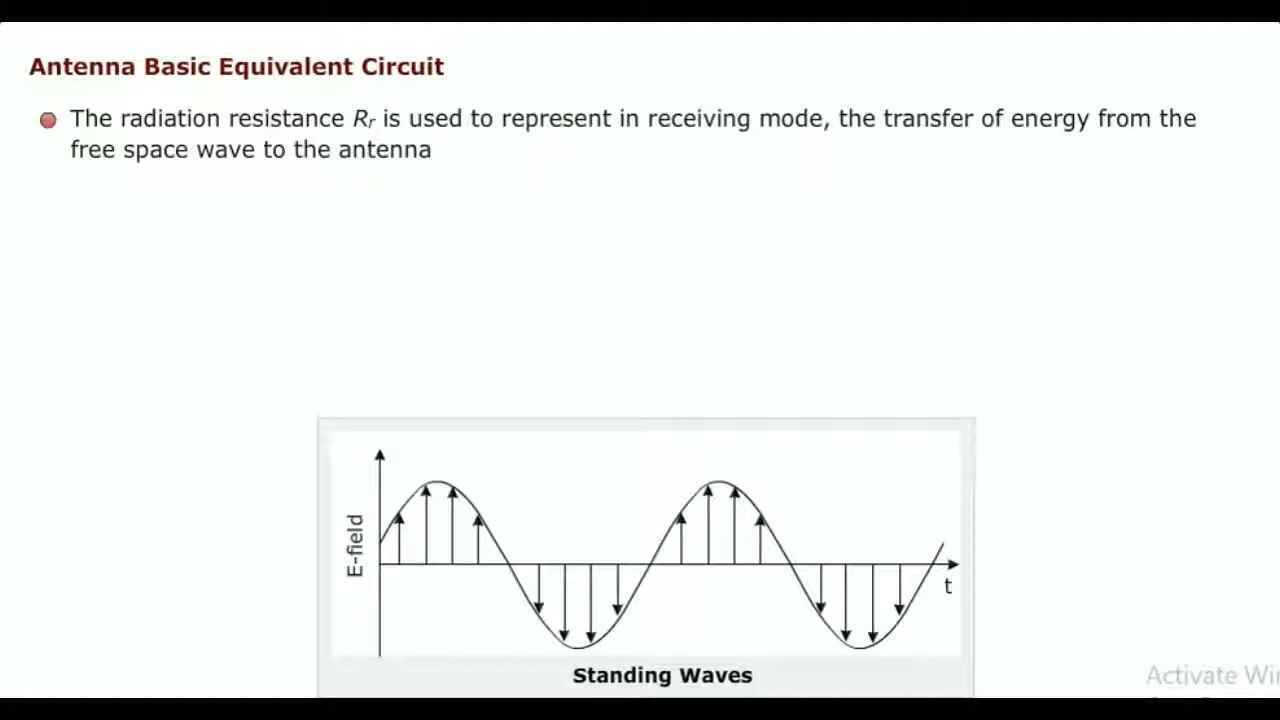 Antenna Basic Equivalent Circuit
The radiation resistance Rr is used to represent in receiving mode, the transfer of energy from the
free space wave to the antenna
E-field
t
Standing Waves
Activate Wi